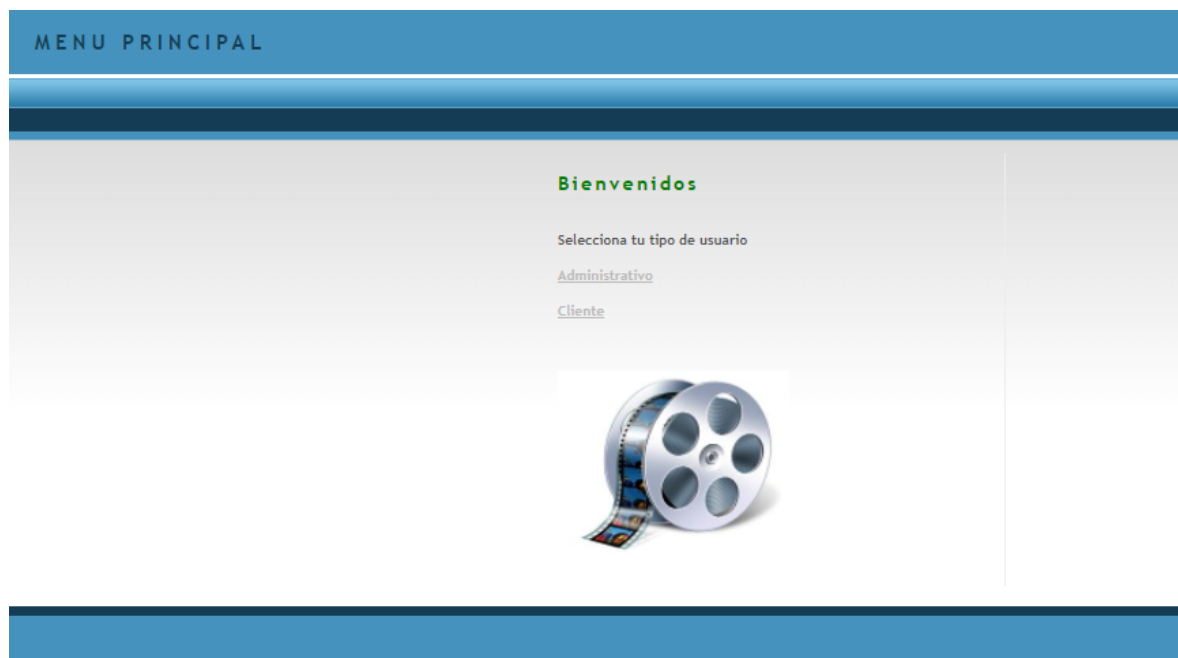 MENU PRINCIPAL
Bienvenidos
Selecciona tu tipo de usuario
Administrativo
Cliente